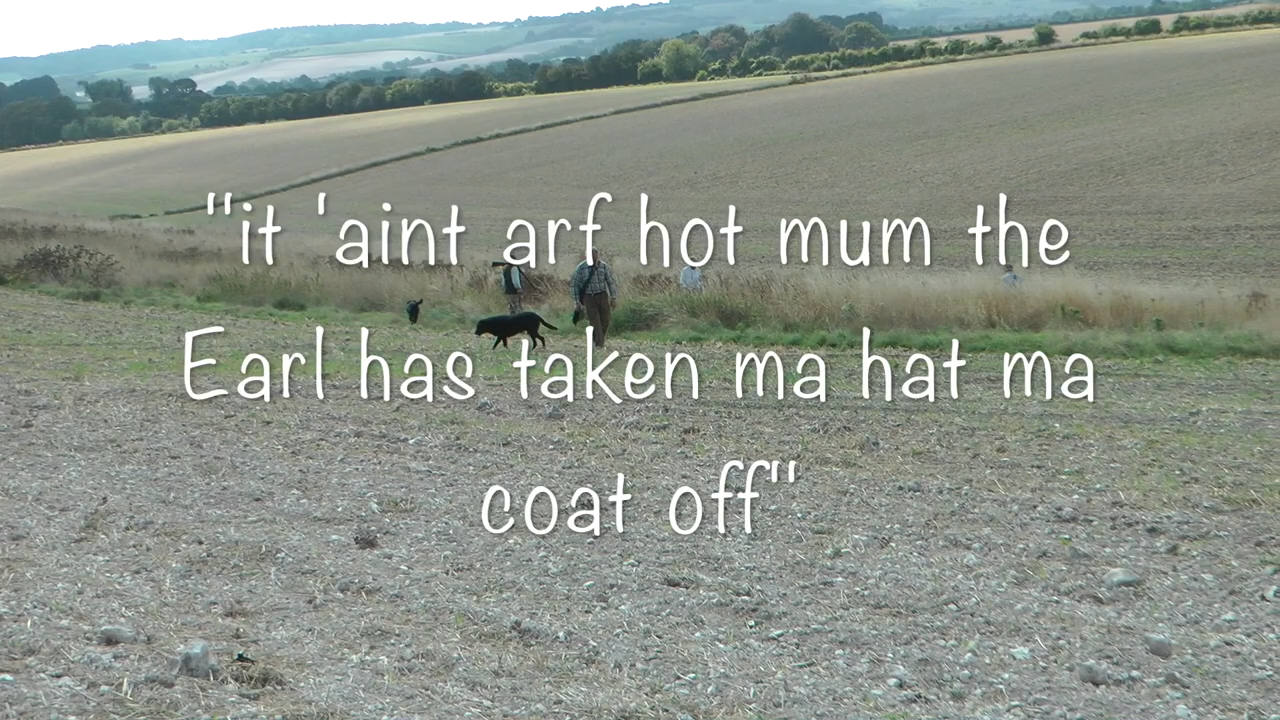 "it 'aint arf hot mum the
Earl has taken ma hat ma
coat off"